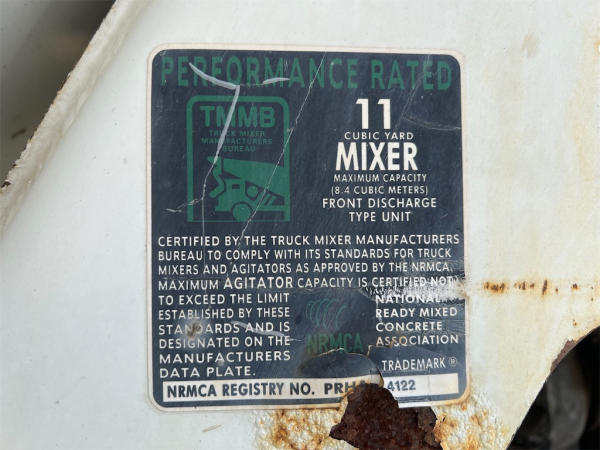 PERFORMANCE RATED
TMMB
TRUCK MIXER
MANUFACTURERS
BUREAU
11
CUBIC YARD
MIXER
MAXIMUM CAPACITY
(8.4 CUBIC METERS)
FRONT DISCHARGE
TYPE UNIT
CERTIFIED BY THE TRUCK MIXER MANUFACTURERS
BUREAU TO COMPLY WITH ITS STANDARDS FOR TRUCK
MIXERS AND AGITATORS AS APPROVED BY THE NRMCA.
MAXIMUM AGITATOR CAPACITY IS CERTIFIED NOT
TO EXCEED THE LIMIT
ESTABLISHED BY THESE
STANDARDS AND IS
DESIGNATED ON THE
MANUFACTURERS
DATA PLATE.
NRMCA
NATIONAL
READY MIXED
CONCRETE
ASSOCIATION
TRADEMARK ®
NRMCA REGISTRY NO. PRH 4122